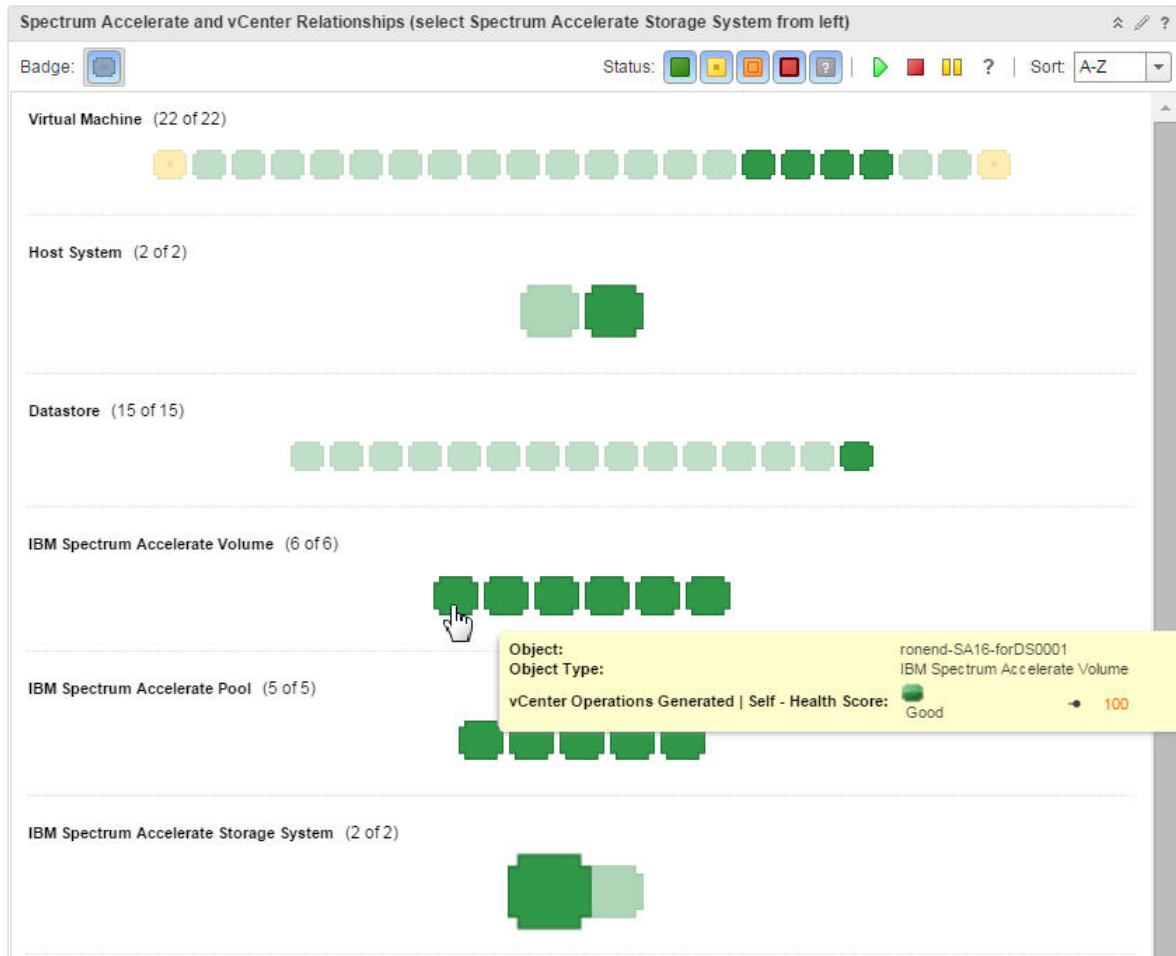 Spectrum Accelerate and vCenter Relationships (select Spectrum Accelerate Storage System from left) ?
Badge: Status: ? ? Sort: A-Z
Virtual Machine (22 of 22)
Host System (2 of 2)
Datastore (15 of 15)
IBM Spectrum Accelerate Volume (6 of 6)
Object: ronend-SA16-forDS0001
Object Type: IBM Spectrum Accelerate Volume
vCenter Operations Generated | Self - Health Score: Good 100
IBM Spectrum Accelerate Pool (5 of 5)
IBM Spectrum Accelerate Storage System (2 of 2)